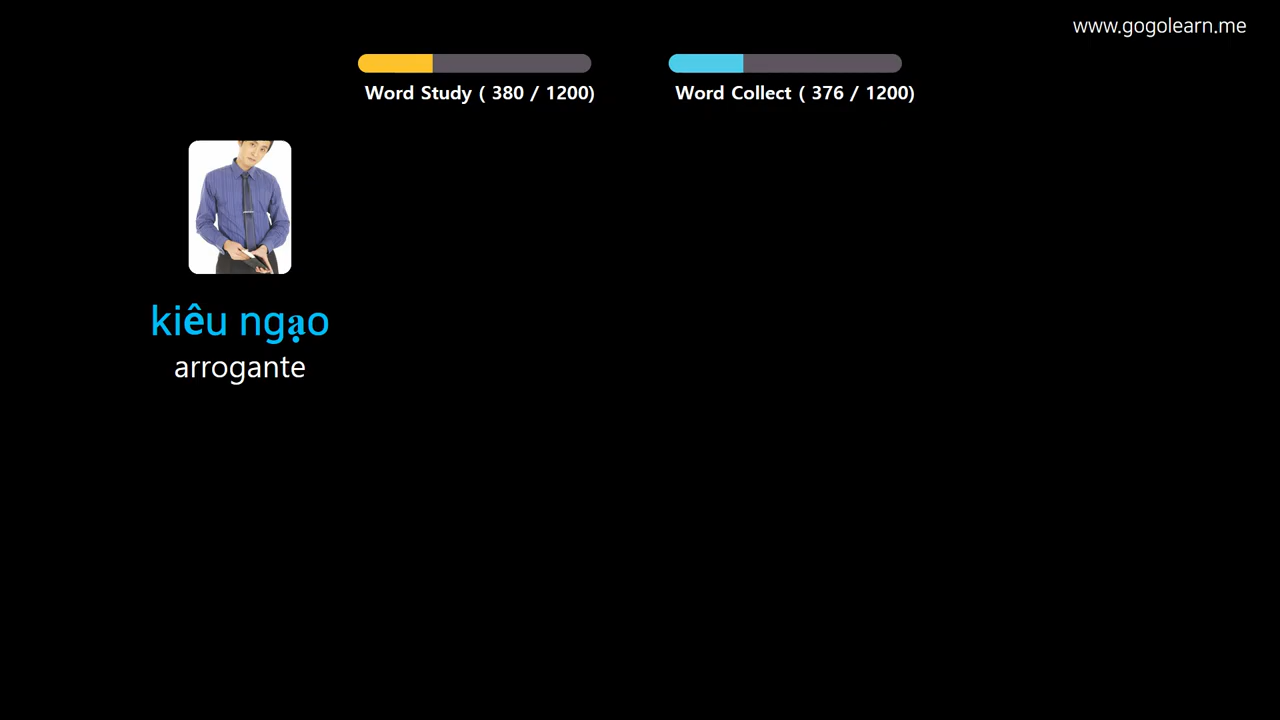 www.gogolearn.me
Word Study ( 380 / 1200)
Word Collect ( 376 / 1200)
kiêu ngạo
arrogante